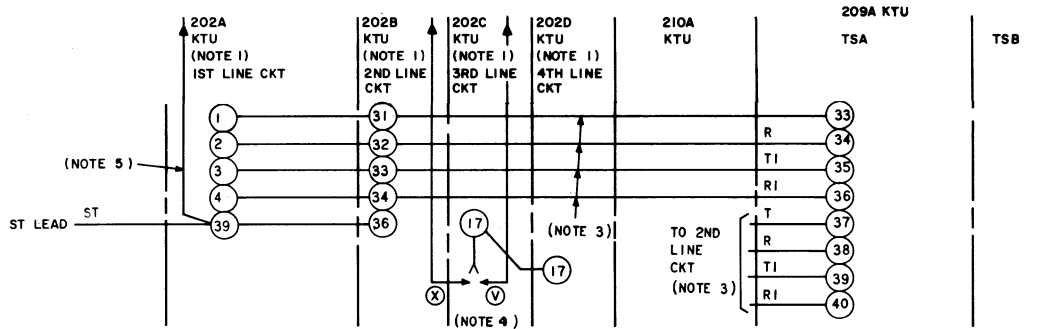 209A KTU
202A
KTU
(NOTE 1)
1ST LINE CKT
202B
KTU
(NOTE 1)
2ND LINE
CKT
202C
KTU
(NOTE 1)
3RD LINE
CKT
202D
KTU
(NOTE 1)
4TH LINE
CKT
210A
KTU
TSA
TSB
1
31
33
R
2
32
34
(NOTE 5)
T1
3
33
35
R1
4
34
36
ST LEAD
ST
39
36
17
(NOTE 3)
T
37
R
38
T1
39
R1
40
TO 2ND
LINE
CKT
(NOTE 3)
17
X
V
(NOTE 4)